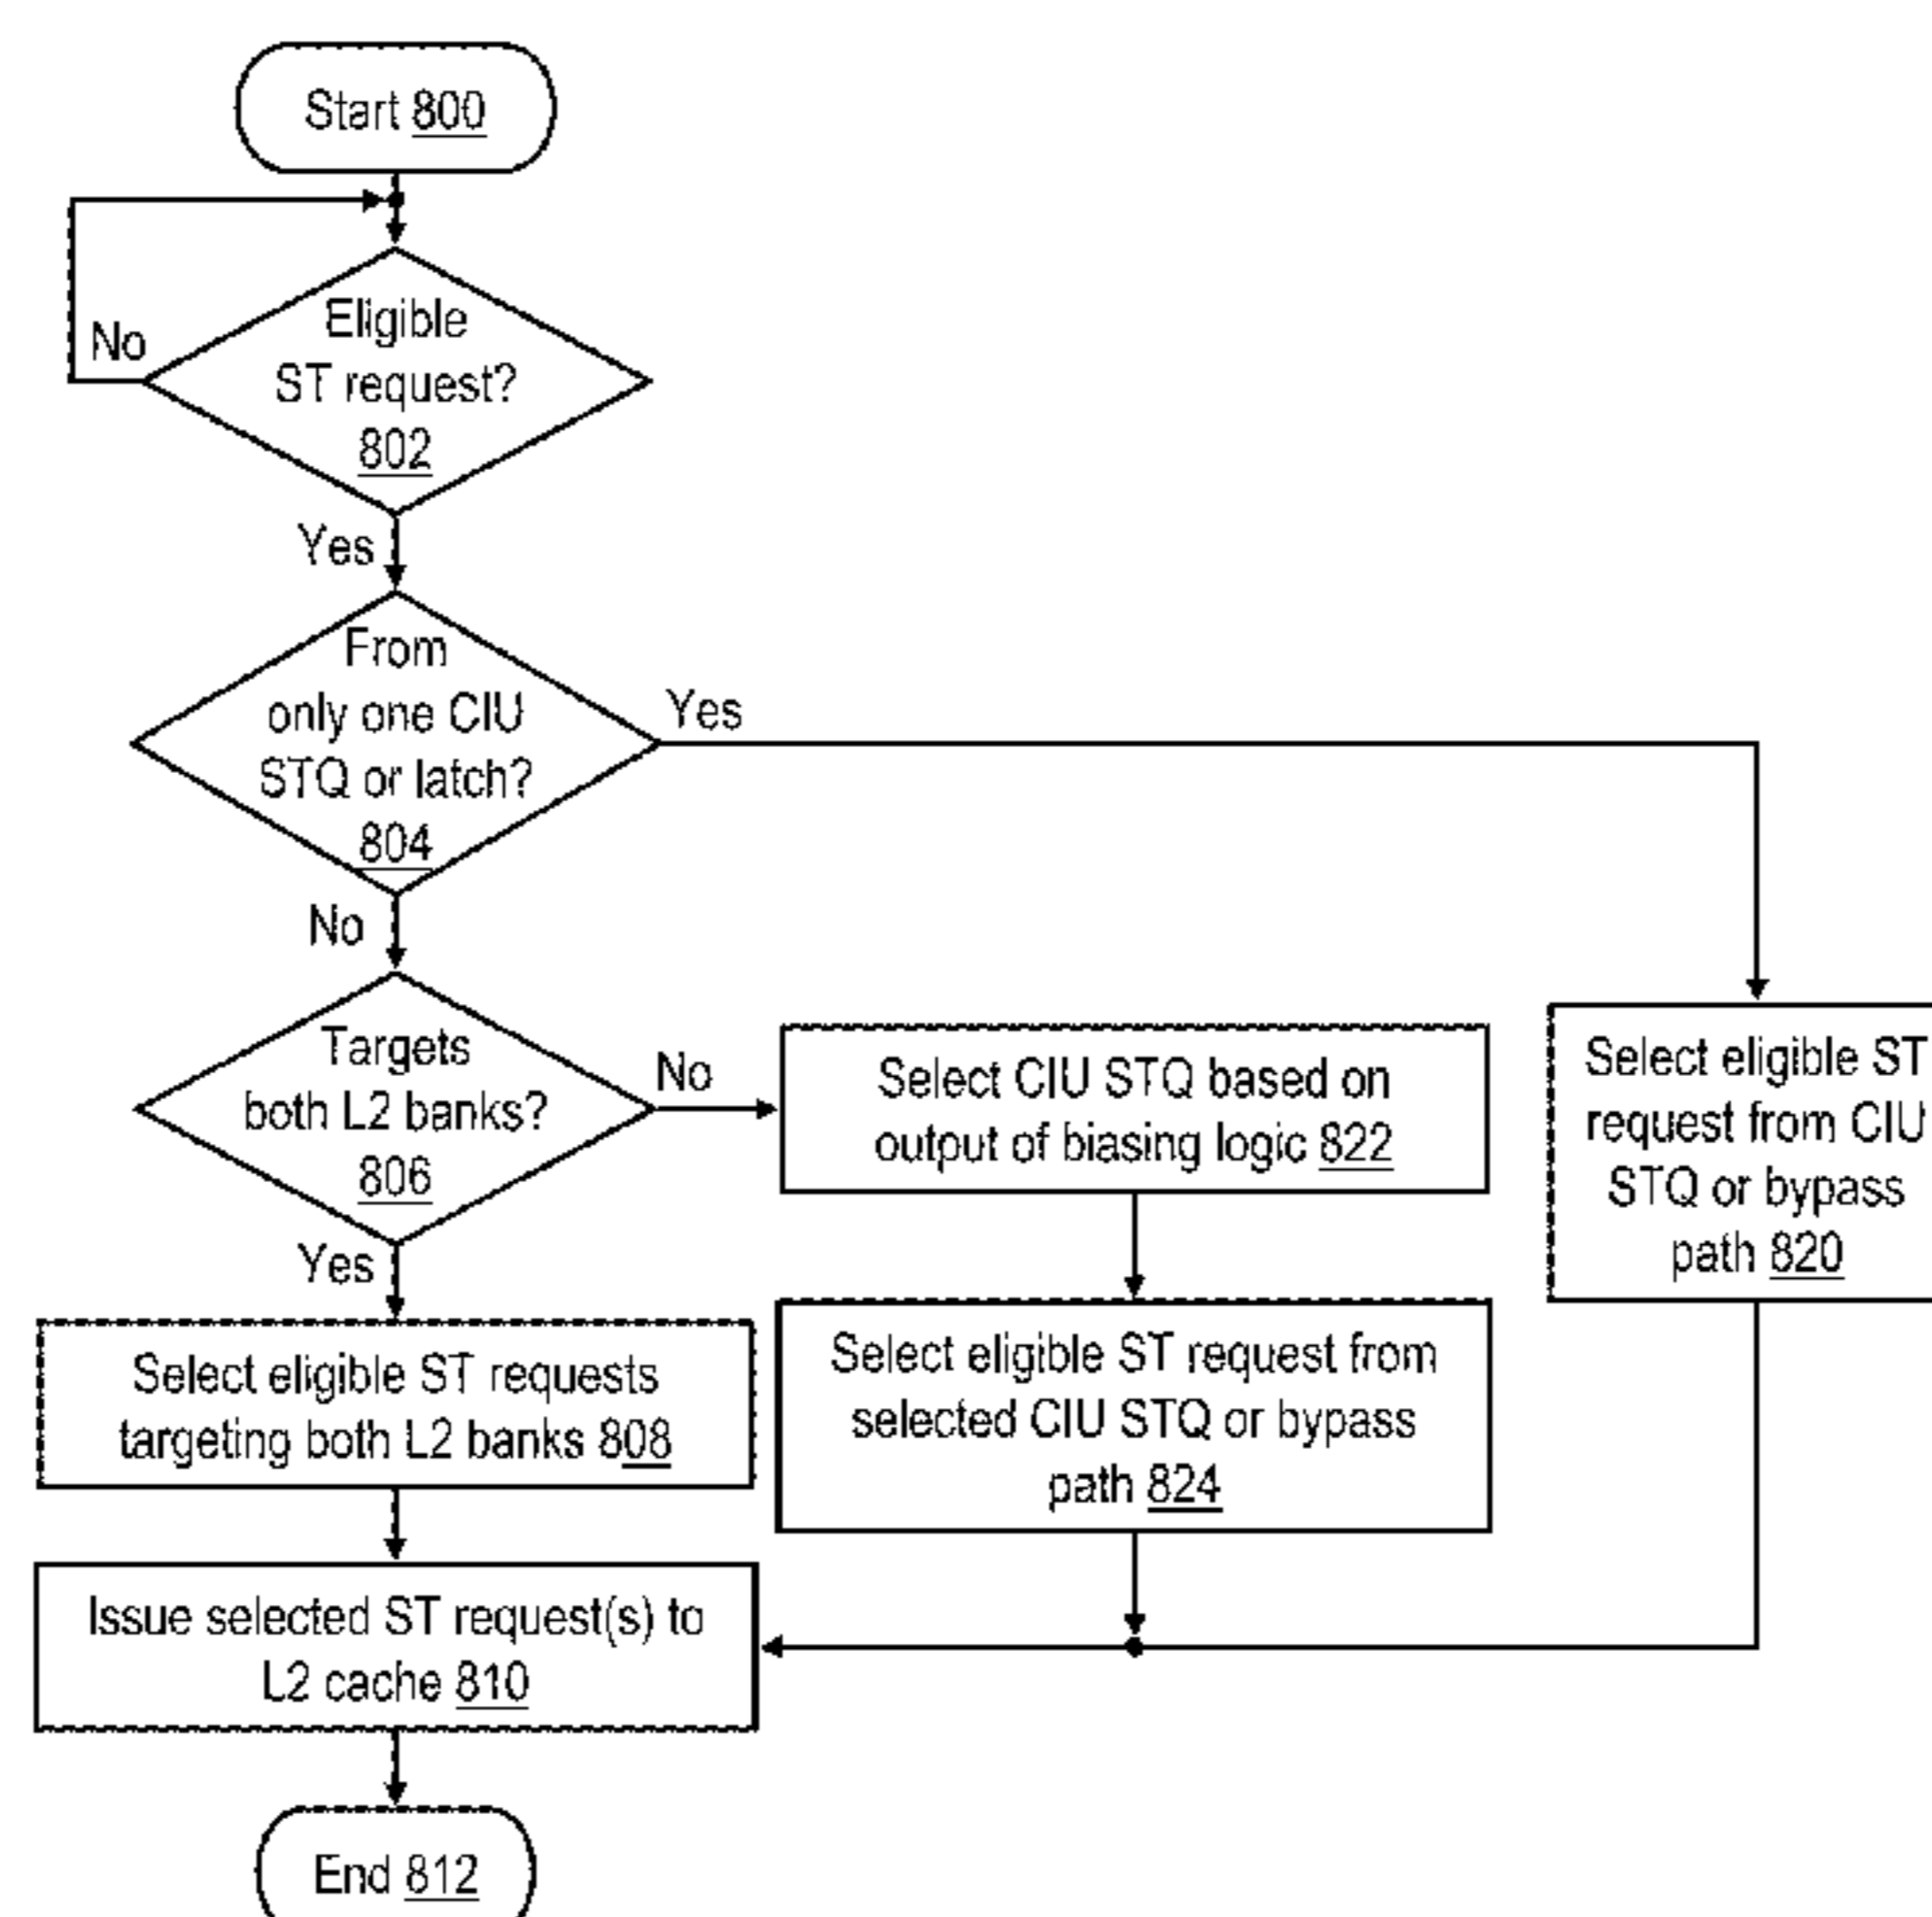 Start 800
No
Eligible
ST request?
802
Yes
From
only one CIU
STQ or latch?
804
Yes
No
Targets
both L2 banks?
806
No
Select CIU STQ based on
output of biasing logic 822
Select eligible ST
request from CIU
STQ or bypass
path 820
Yes
Select eligible ST requests
targeting both L2 banks 808
Select eligible ST request from
selected CIU STQ or bypass
path 824
Issue selected ST request(s) to
L2 cache 810
End 812